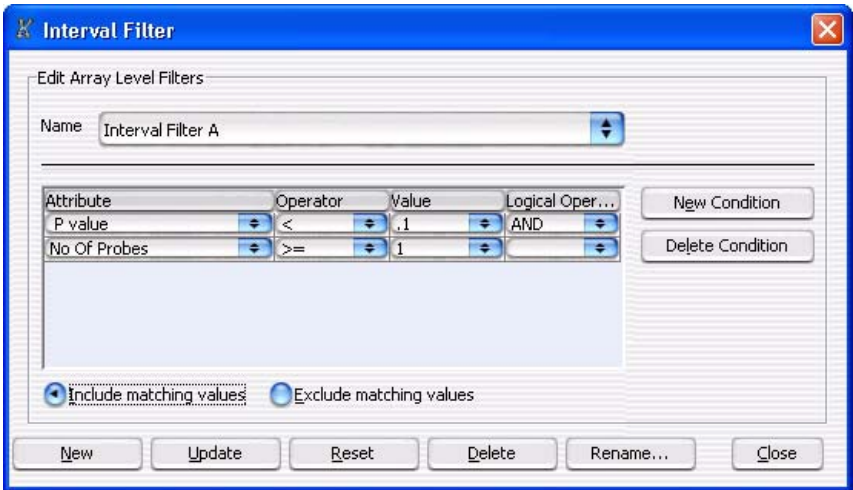 Interval Filter
Edit Array Level Filters
Name Interval Filter A
Attribute Operator Value Logical Oper...
P value < .1 AND
No Of Probes >= 1
New Condition
Delete Condition
Include matching values Exclude matching values
New Update Reset Delete Rename... Close